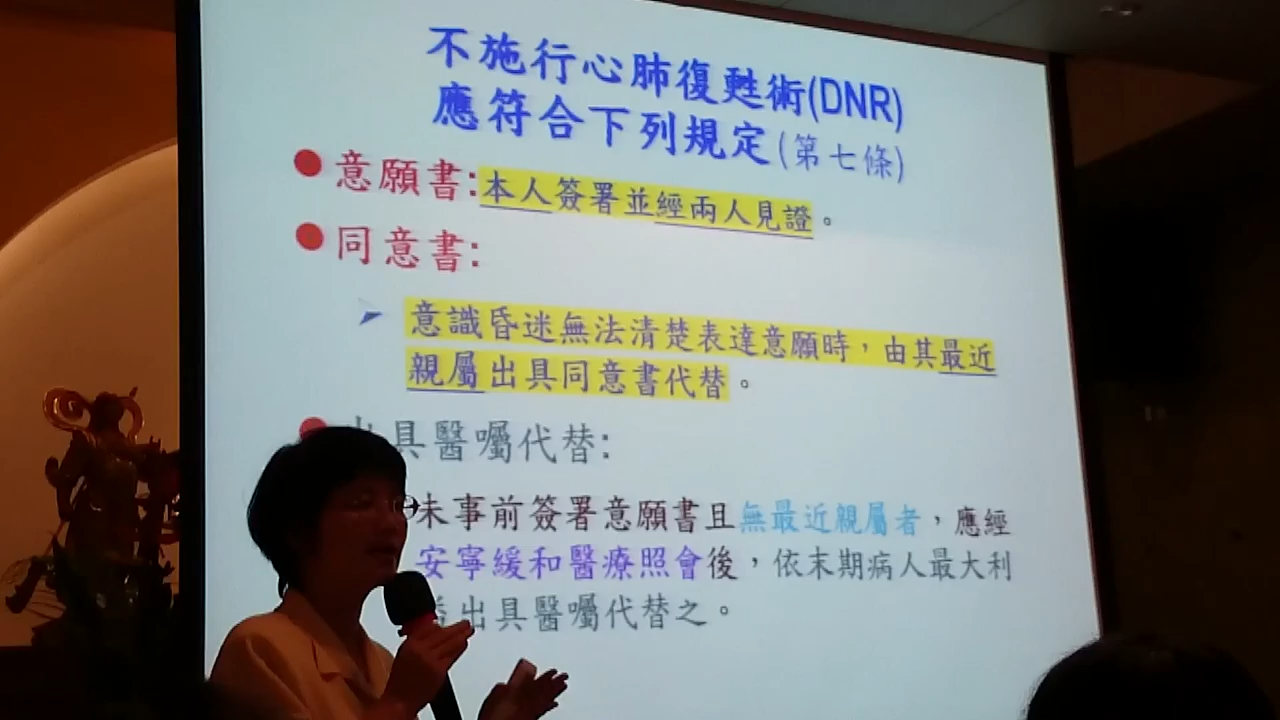 不施行心肺復甦術(DNR)
應符合下列規定(第七條)
意願書:本人簽署並經兩人見證。
同意書:
意識昏迷無法清楚表達意願時，由其最近
親屬出具同意書代替。
出具醫囑代替:
未事前簽署意願書且無最近親屬者，應經
安寧緩和醫療照會後，依末期病人最大利
益出具醫囑代替之。